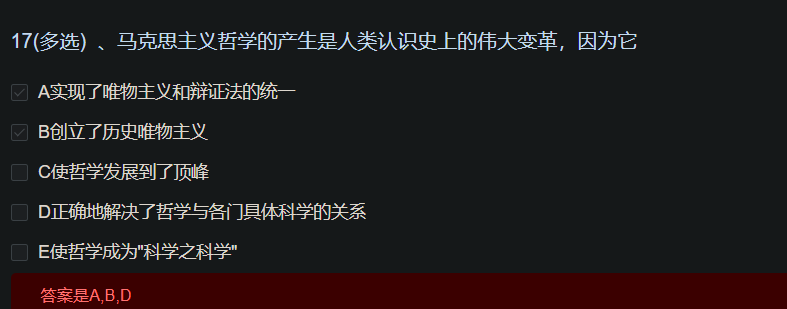 17(多选) 、马克思主义哲学的产生是人类认识史上的伟大变革，因为它
A实现了唯物主义和辩证法的统一
B创立了历史唯物主义
C使哲学发展到了顶峰
D正确地解决了哲学与各门具体科学的关系
E使哲学成为"科学之科学"
答案是A,B,D